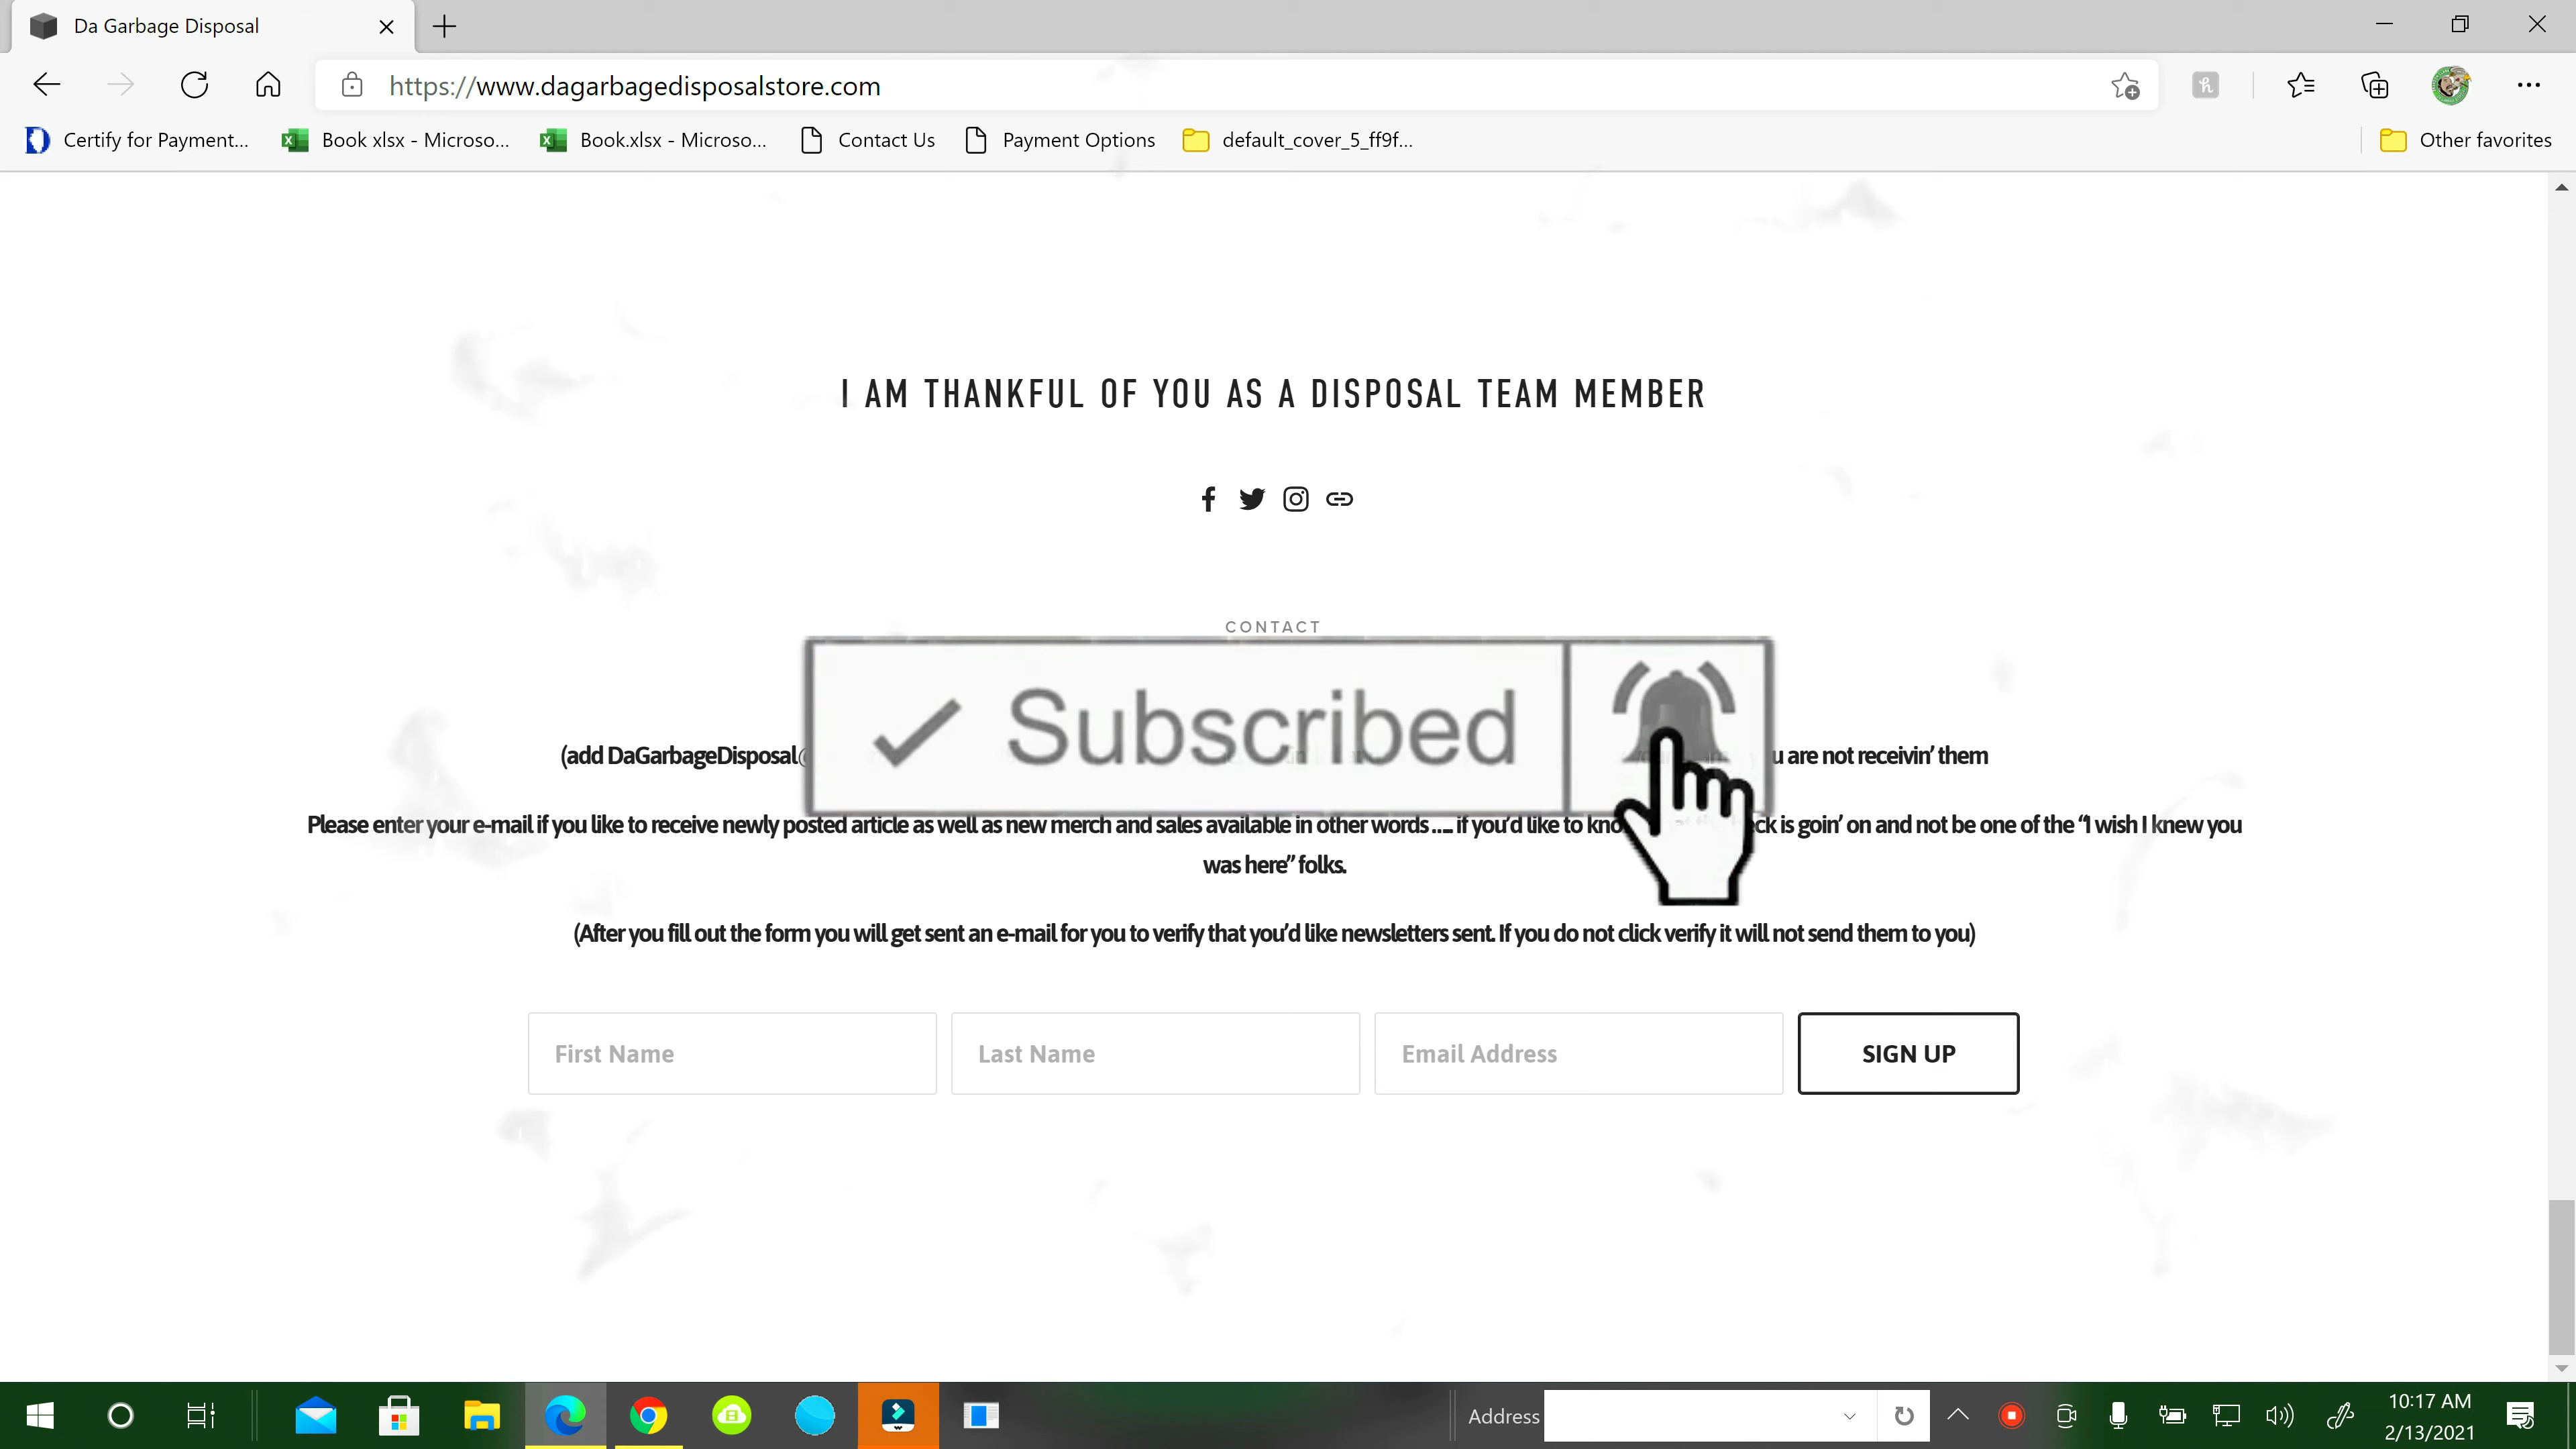 Da Garbage Disposal
https://www.dagarbagedisposalstore.com
Certify for Payment... Book xlsx - Microso... Book.xlsx - Microso... Contact Us Payment Options default_cover_5_ff9f... Other favorites
I AM THANKFUL OF YOU AS A DISPOSAL TEAM MEMBER
CONTACT
Subscribed
(add DaGarbageDisposal@ are not receivin’ them
Please enter your e-mail if you like to receive newly posted article as well as new merch and sales available in other words ..... if you’d like to is goin’ on and not be one of the “I wish I knew you
was here” folks.
(After you fill out the form you will get sent an e-mail for you to verify that you’d like newsletters sent. If you do not click verify it will not send them to you)
First Name Last Name Email Address SIGN UP
Address
10:17 AM
2/13/2021